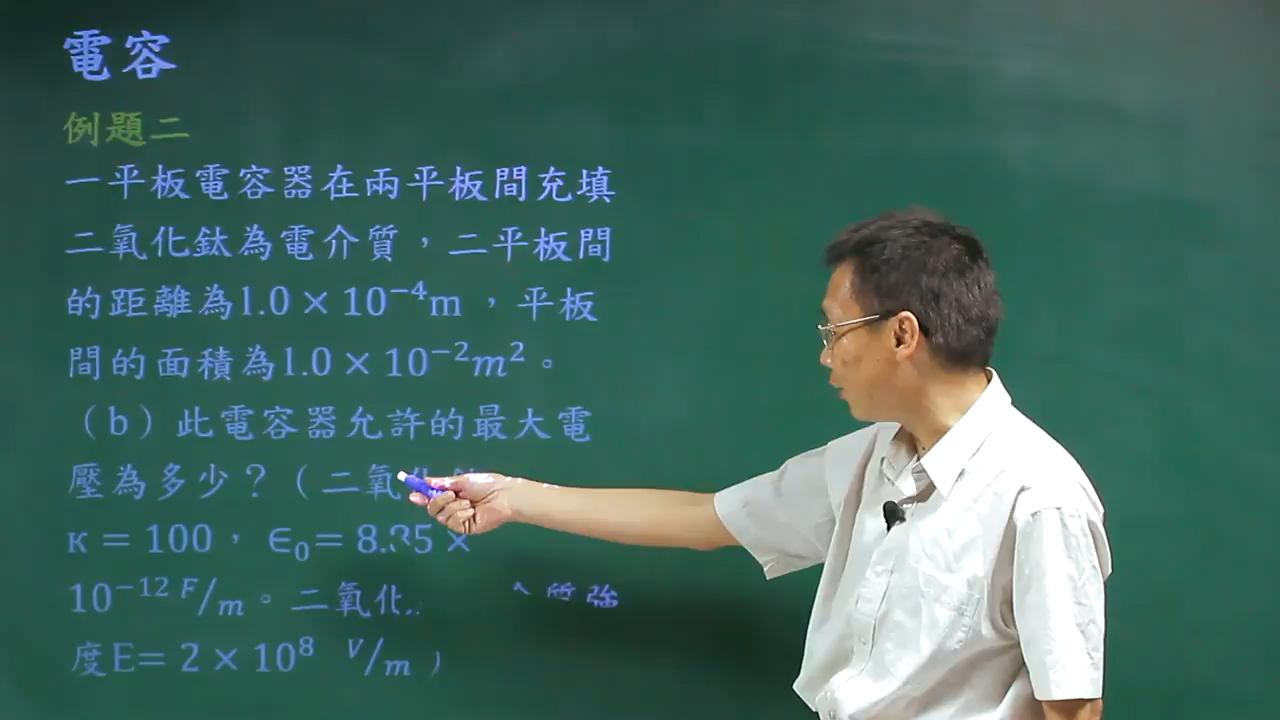 電容
例題二
一平板電容器在兩平板間充填
二氧化鈦為電介質，二平板間
的距離為1.0 × 10⁻⁴m ，平板
間的面積為1.0 × 10⁻²m²。
（b）此電容器允許的最大電
壓為多少？（二氧化
κ = 100， ∈₀= 8.85 ×
10⁻¹² F/m。二氧化 質強
度E= 2 × 10⁸ V/m ）